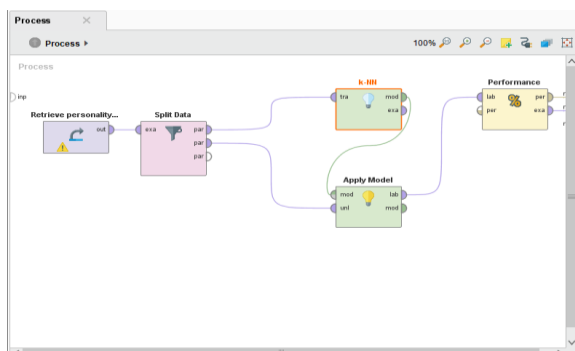 Process ×
Process 100%
Process
inp
Retrieve personality...
out
Split Data
exa par
par
par
k-NN
tra mod
exa
Apply Model
mod lab
unl mod
Performance
lab per
per exa